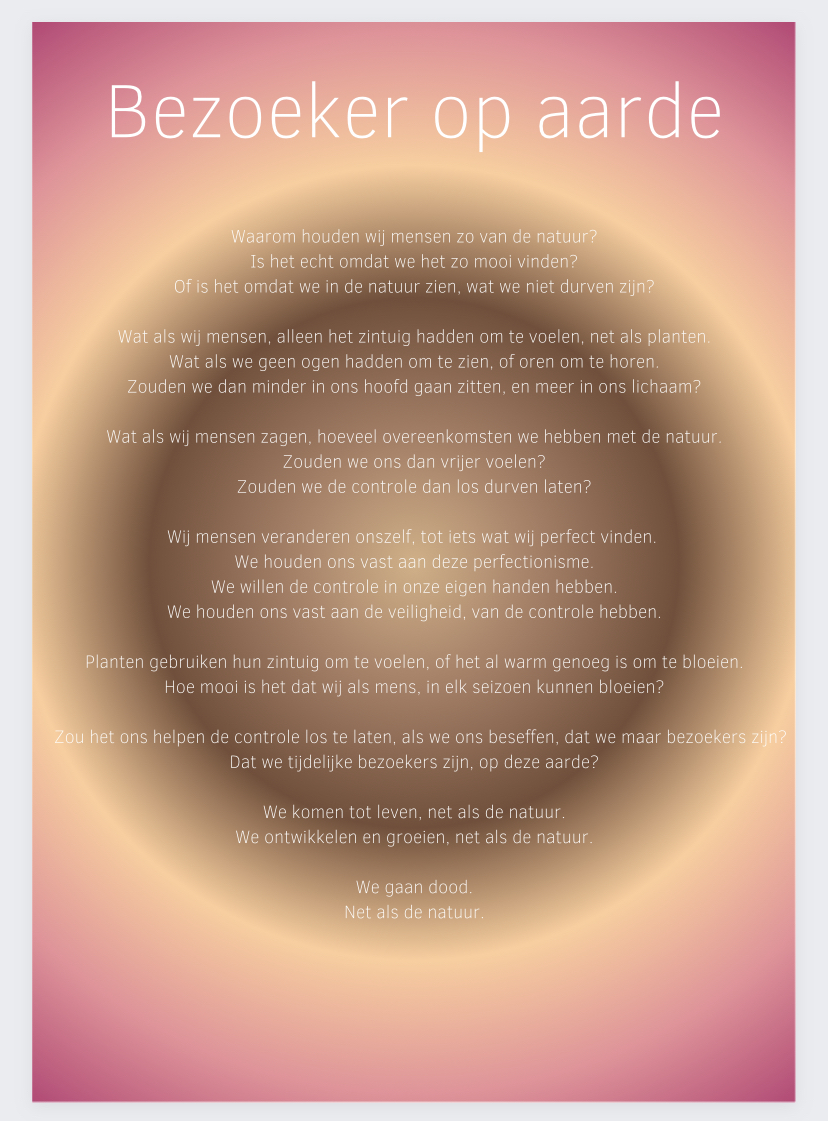 Bezoeker op aarde
Waarom houden wij mensen zo van de natuur?
Is het echt omdat we het zo mooi vinden?
Of is het omdat we in de natuur zien, wat we niet durven zijn?
Wat als wij mensen, alleen het zintuig hadden om te voelen, net als planten.
Wat als we geen ogen hadden om te zien, of oren om te horen.
Zouden we dan minder in ons hoofd gaan zitten, en meer in ons lichaam?
Wat als wij mensen zagen, hoeveel overeenkomsten we hebben met de natuur.
Zouden we ons dan vrijer voelen?
Zouden we de controle dan los durven laten?
Wij mensen veranderen onszelf, tot iets wat wij perfect vinden.
We houden ons vast aan deze perfectionisme.
We willen de controle in onze eigen handen hebben.
We houden ons vast aan de veiligheid, van de controle hebben.
Planten gebruiken hun zintuig om te voelen, of het al warm genoeg is om te bloeien.
Hoe mooi is het dat wij als mens, in elk seizoen kunnen bloeien?
Zou het ons helpen de controle los te laten, als we ons beseffen, dat we maar bezoekers zijn?
Dat we tijdelijke bezoekers zijn, op deze aarde?
We komen tot leven, net als de natuur.
We ontwikkelen en groeien, net als de natuur.
We gaan dood.
Net als de natuur.